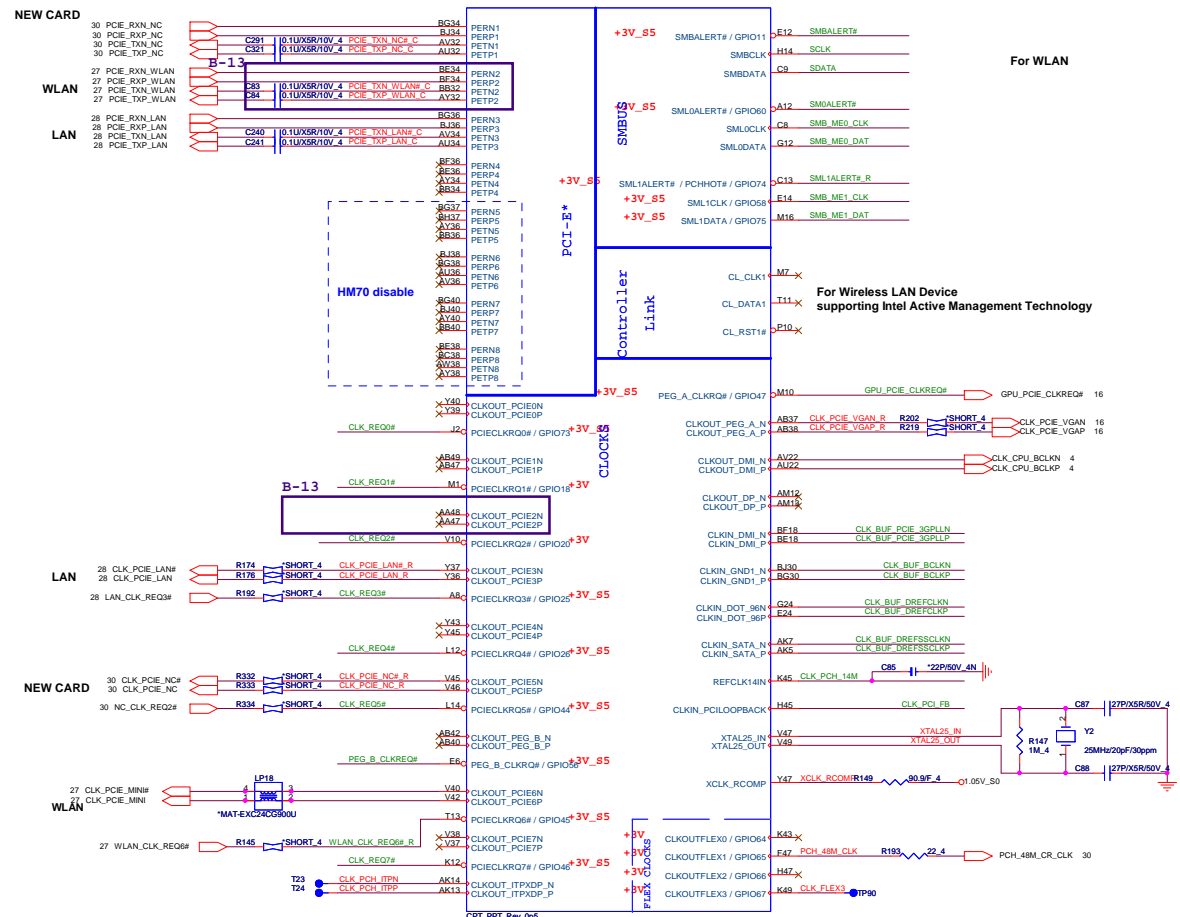 NEW CARD
30 PCIE_RXN_NC BG34 PERN1
30 PCIE_RXP_NC BJ34 PERP1
30 PCIE_TXN_NC C291 0.1U/X5R/10V_4 PCIE_TXN_NC#_C AV32 PETN1
30 PCIE_TXP_NC C321 0.1U/X5R/10V_4 PCIE_TXP_NC_C AU32 PETP1
B-13
WLAN
27 PCIE_RXN_WLAN BE34 PERN2
27 PCIE_RXP_WLAN BF34 PERP2
27 PCIE_TXN_WLAN C83 0.1U/X5R/10V_4 PCIE_TXN_WLAN#_C BB32 PETN2
27 PCIE_TXP_WLAN C84 0.1U/X5R/10V_4 PCIE_TXP_WLAN_C AY32 PETP2
LAN
28 PCIE_RXN_LAN BG36 PERN3
28 PCIE_RXP_LAN BJ36 PERP3
28 PCIE_TXN_LAN C240 0.1U/X5R/10V_4 PCIE_TXN_LAN#_C AV34 PETN3
28 PCIE_TXP_LAN C241 0.1U/X5R/10V_4 PCIE_TXP_LAN_C AU34 PETP3
BF36 PERN4
BE36 PERP4
AY34 PETN4
BB34 PETP4
BG37 PERN5
BH37 PERP5
AY36 PETN5
BB36 PETP5
BJ38 PERN6
BG38 PERP6
AU36 PETN6
AV36 PETP6
HM70 disable
BG40 PERN7
BJ40 PERP7
AY40 PETN7
BB40 PETP7
BE38 PERN8
BC38 PERP8
AW38 PETN8
AY38 PETP8
PCI-E*
+3V_S5
SMBUS
+3V_S5 SMBALERT# / GPIO11 E12 SMBALERT#
SMBCLK H14 SCLK
SMBDATA C9 SDATA
For WLAN
+3V_S5 SML0ALERT# / GPIO60 A12 SM0ALERT#
SML0CLK C8 SMB_ME0_CLK
SML0DATA G12 SMB_ME0_DAT
SML1ALERT# / PCHHOT# / GPIO74 C13 SML1ALERT#_R
+3V_S5 SML1CLK / GPIO58 E14 SMB_ME1_CLK
+3V_S5 SML1DATA / GPIO75 M16 SMB_ME1_DAT
Controller
Link
CL_CLK1 M7
CL_DATA1 T11
CL_RST1# P10
For Wireless LAN Device
supporting Intel Active Management Technology
Y40 CLKOUT_PCIE0N
Y39 CLKOUT_PCIE0P
CLK_REQ0# J2 PCIECLKRQ0# / GPIO73 +3V_S5
AB49 CLKOUT_PCIE1N
AB47 CLKOUT_PCIE1P
CLK_REQ1# M1 PCIECLKRQ1# / GPIO18 +3V
B-13
AA48 CLKOUT_PCIE2N
AA47 CLKOUT_PCIE2P
CLK_REQ2# V10 PCIECLKRQ2# / GPIO20 +3V
LAN
28 CLK_PCIE_LAN# R174 *SHORT_4 CLK_PCIE_LAN#_R Y37 CLKOUT_PCIE3N
28 CLK_PCIE_LAN R176 *SHORT_4 CLK_PCIE_LAN_R Y36 CLKOUT_PCIE3P
28 LAN_CLK_REQ3# R192 *SHORT_4 CLK_REQ3# A8 PCIECLKRQ3# / GPIO25 +3V_S5
Y43 CLKOUT_PCIE4N
Y45 CLKOUT_PCIE4P
CLK_REQ4# L12 PCIECLKRQ4# / GPIO26 +3V_S5
NEW CARD
30 CLK_PCIE_NC# R332 *SHORT_4 CLK_PCIE_NC#_R V45 CLKOUT_PCIE5N
30 CLK_PCIE_NC R333 *SHORT_4 CLK_PCIE_NC_R V46 CLKOUT_PCIE5P
30 NC_CLK_REQ2# R334 *SHORT_4 CLK_REQ5# L14 PCIECLKRQ5# / GPIO44 +3V_S5
AB42 CLKOUT_PEG_B_N
AB40 CLKOUT_PEG_B_P
PEG_B_CLKREQ# E6 PEG_B_CLKRQ# / GPIO56 +3V_S5
LP18
27 CLK_PCIE_MINI# 4 3 V40 CLKOUT_PCIE6N
27 CLK_PCIE_MINI 1 2 V42 CLKOUT_PCIE6P
WLAN
*MAT-EXC24CG900U
T13 PCIECLKRQ6# / GPIO45 +3V_S5
27 WLAN_CLK_REQ6# R145 *SHORT_4 WLAN_CLK_REQ6#_R
V38 CLKOUT_PCIE7N
V37 CLKOUT_PCIE7P
CLK_REQ7# K12 PCIECLKRQ7# / GPIO46 +3V_S5
T23 CLK_PCH_ITPN AK14 CLKOUT_ITPXDP_N
T24 CLK_PCH_ITPP AK13 CLKOUT_ITPXDP_P
CLOCKS
+3V_S5 PEG_A_CLKRQ# / GPIO47 M10 GPU_PCIE_CLKREQ# GPU_PCIE_CLKREQ# 16
CLKOUT_PEG_A_N AB37 CLK_PCIE_VGAN_R R202 *SHORT_4 CLK_PCIE_VGAN 16
CLKOUT_PEG_A_P AB38 CLK_PCIE_VGAP_R R219 *SHORT_4 CLK_PCIE_VGAP 16
CLKOUT_DMI_N AV22 CLK_CPU_BCLKN 4
CLKOUT_DMI_P AU22 CLK_CPU_BCLKP 4
CLKOUT_DP_N AM12
CLKOUT_DP_P AM13
CLKIN_DMI_N BF18 CLK_BUF_PCIE_3GPLLN
CLKIN_DMI_P BE18 CLK_BUF_PCIE_3GPLLP
CLKIN_GND1_N BJ30 CLK_BUF_BCLKN
CLKIN_GND1_P BG30 CLK_BUF_BCLKP
CLKIN_DOT_96N G24 CLK_BUF_DREFCLKN
CLKIN_DOT_96P E24 CLK_BUF_DREFCLKP
CLKIN_SATA_N AK7 CLK_BUF_DREFSSCLKN
CLKIN_SATA_P AK5 CLK_BUF_DREFSSCLKP
REFCLK14IN K45 CLK_PCH_14M C85 *22P/50V_4N
CLKIN_PCILOOPBACK H45 CLK_PCI_FB
XTAL25_IN V47 XTAL25_IN
XTAL25_OUT V49 XTAL25_OUT
R147
1M_4
C87 27P/X5R/50V_4
2 Y2
1 25MHz/20pF/30ppm
C88 27P/X5R/50V_4
XCLK_RCOMP Y47 XCLK_RCOMP R149 90.9/F_4 1.05V_S0
FLEX CLOCKS
+3V CLKOUTFLEX0 / GPIO64 K43
+3V CLKOUTFLEX1 / GPIO65 F47 PCH_48M_CLK R193 22_4 PCH_48M_CR_CLK 30
+3V CLKOUTFLEX2 / GPIO66 H47
+3V CLKOUTFLEX3 / GPIO67 K49 CLK_FLEX3 TP90
CPT_PPT_Rev_0p5